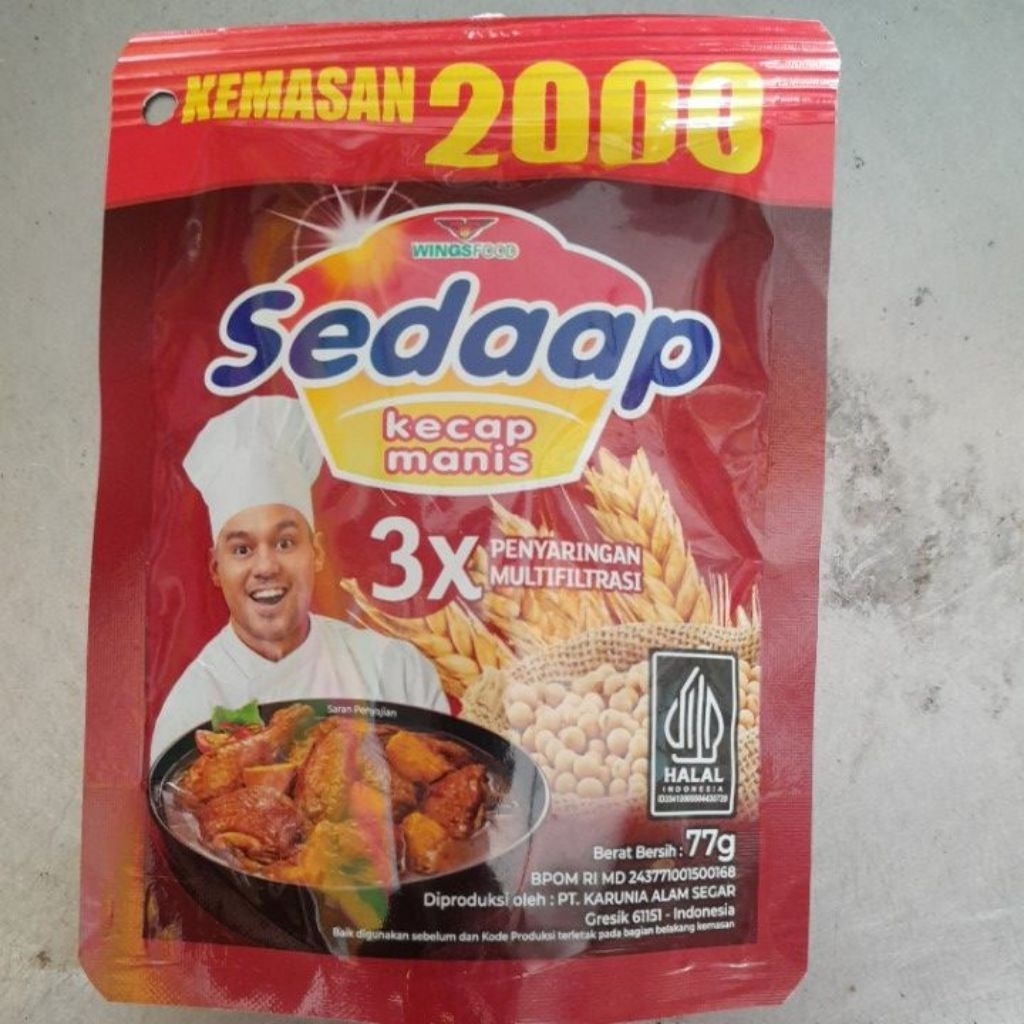 KEMASAN 2000
WINGSFOOD
Sedaap
kecap
manis
3x PENYARINGAN
MULTIFILTRASI
Saran Penyajian
HALAL
INDONESIA
Berat Bersih : 77g
BPOM RI MD 243771001500168
Diproduksi oleh : PT. KARUNIA ALAM SEGAR
Gresik 61151 - Indonesia
Baik digunakan sebelum dan Kode Produksi terletak pada bagian belakang kemasan